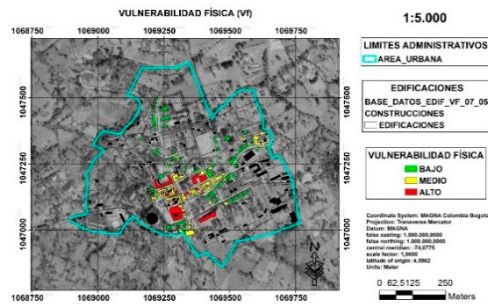 VULNERABILIDAD FÍSICA (Vf)
1068750 1069000 1069250 1069500 1069750
1047500
1047250
1047000
1047500
1047250
1047000
N
1068750 1069000 1069250 1069500 1069750
1:5.000
LIMITES ADMINISTRATIVOS
AREA_URBANA
EDIFICACIONES
BASE_DATOS_EDIF_VF_07_05
CONSTRUCCIONES
EDIFICACIONES
VULNERABILIDAD FÍSICA
BAJO
MEDIO
ALTO
Coordinate System: MAGNA Colombia Bogota
Projection: Transverse Mercator
Datum: MAGNA
false easting: 1.000.000,0000
false northing: 1.000.000,0000
central meridian: -74,0775
scale factor: 1,0000
latitude of origin: 4,5962
Units: Meter
0 62,5125 250
Meters